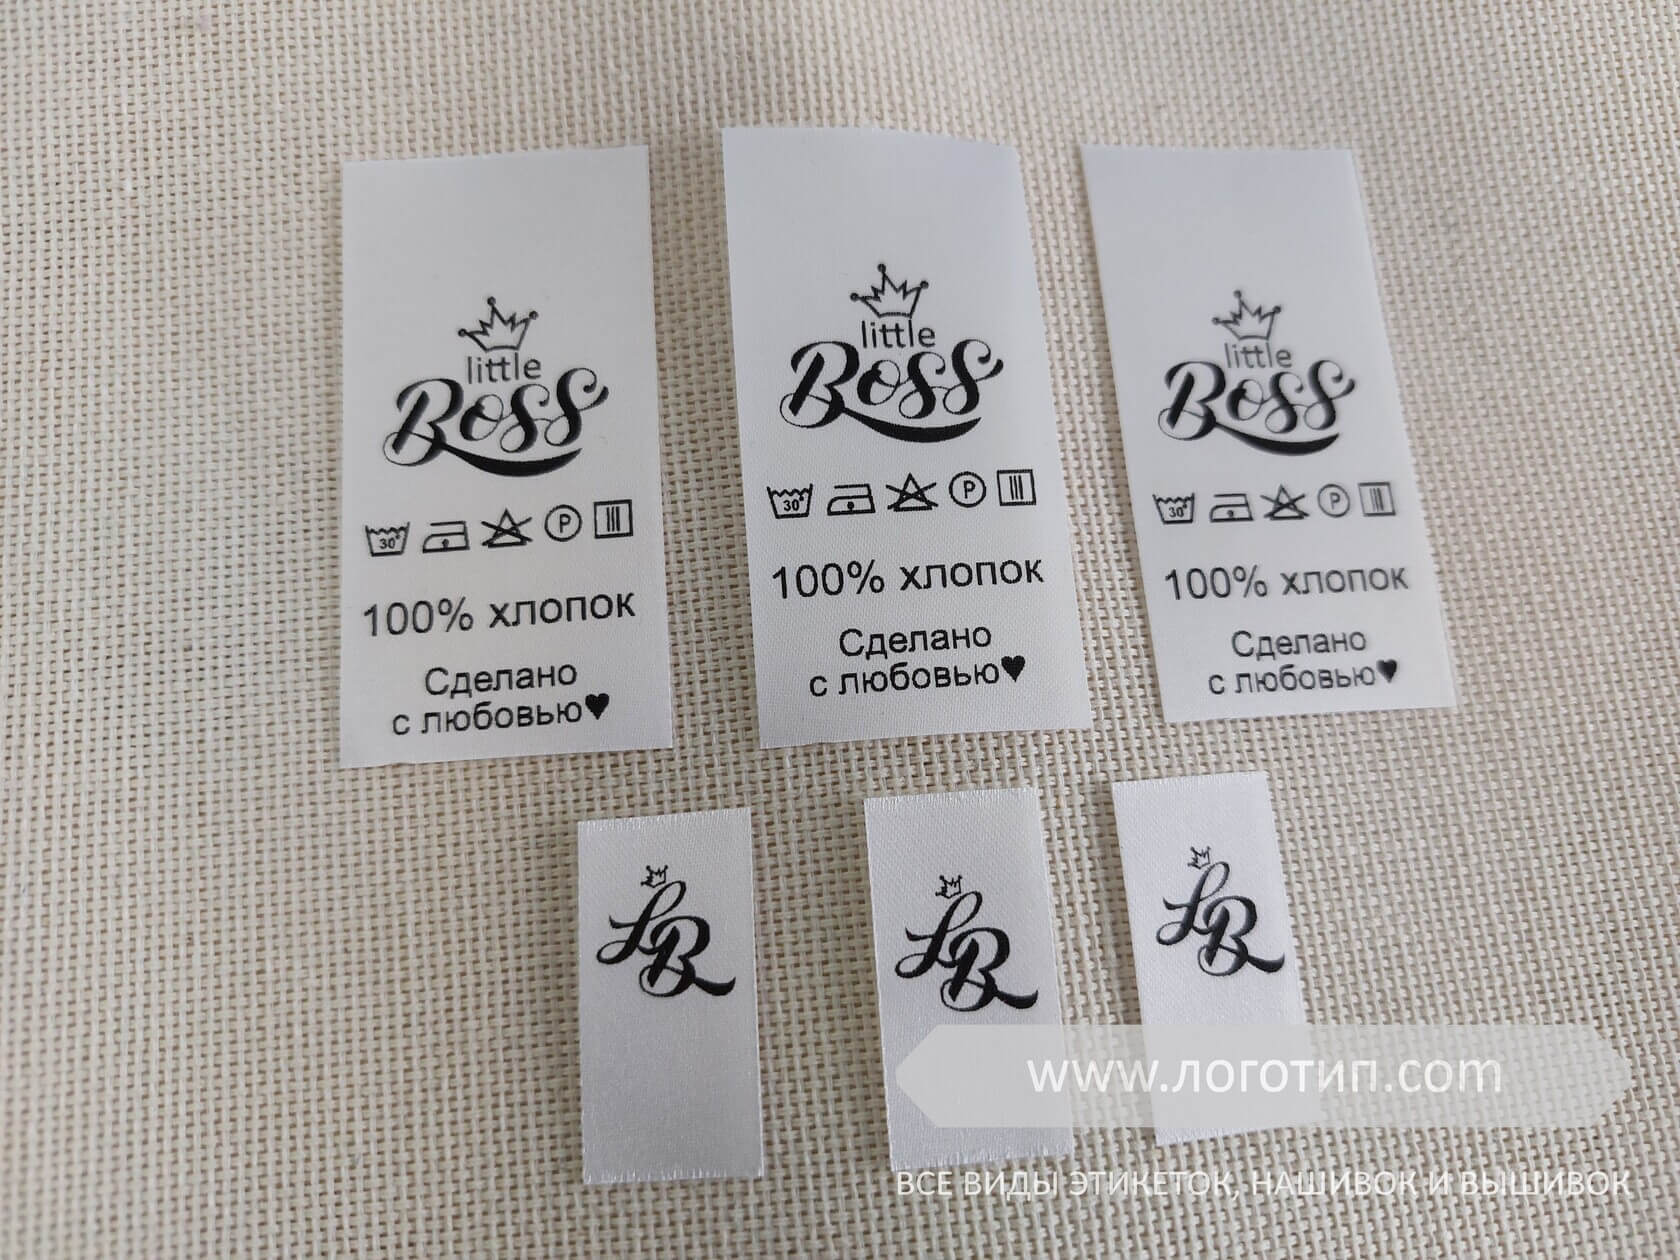 little
Boss
30°
P
100% хлопок
Сделано
с любовью♥
little
Boss
30°
P
100% хлопок
Сделано
с любовью♥
little
Boss
30°
P
100% хлопок
Сделано
с любовью♥
LB
LB
LB
www.логотип.com
ВСЕ ВИДЫ ЭТИКЕТОК, НАШИВОК И ВЫШИВОК